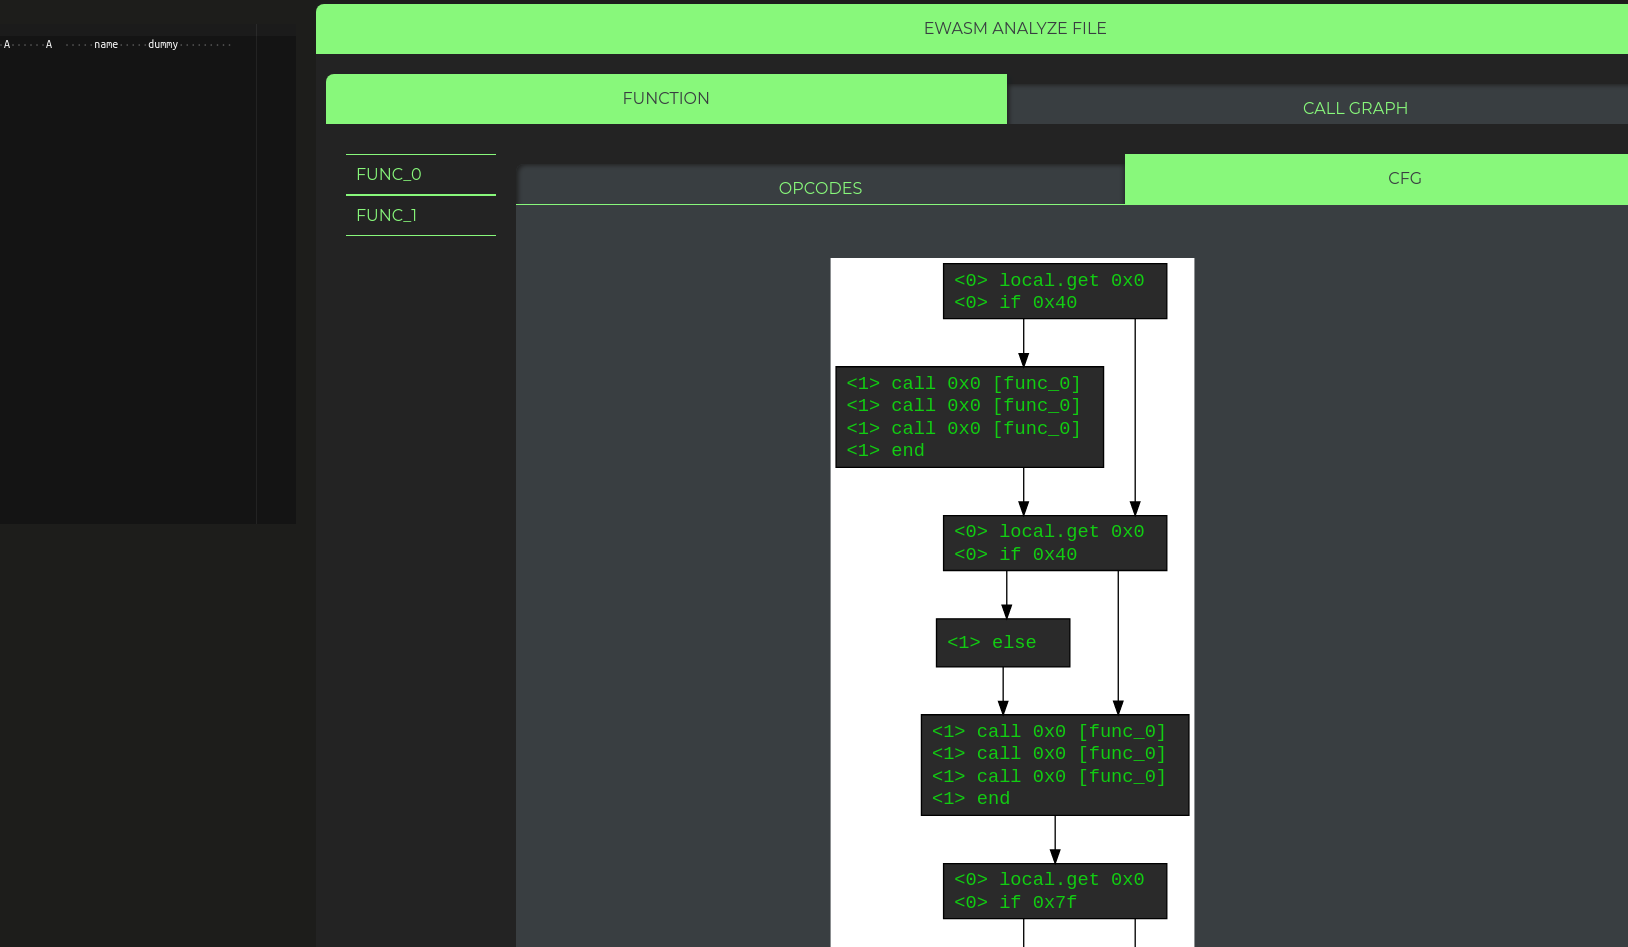 A······A ·····name·····dummy·········
EWASM ANALYZE FILE
FUNCTION
CALL GRAPH
FUNC_0
FUNC_1
OPCODES
CFG
<0> local.get 0x0
<0> if 0x40
<1> call 0x0 [func_0]
<1> call 0x0 [func_0]
<1> call 0x0 [func_0]
<1> end
<0> local.get 0x0
<0> if 0x40
<1> else
<1> call 0x0 [func_0]
<1> call 0x0 [func_0]
<1> call 0x0 [func_0]
<1> end
<0> local.get 0x0
<0> if 0x7f